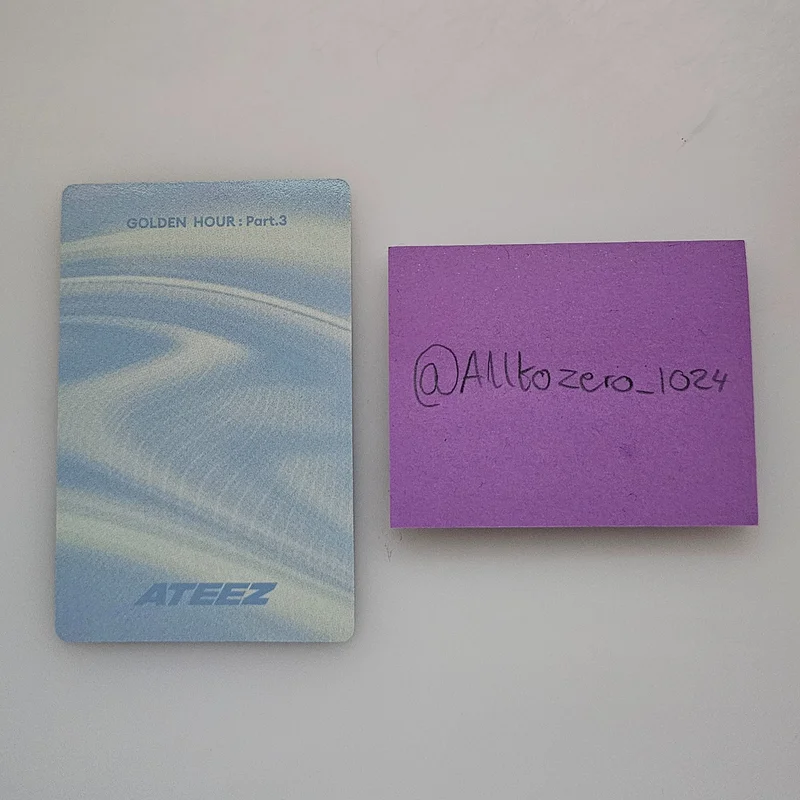 GOLDEN HOUR : Part.3
ATEEZ
@Alltozero_1024